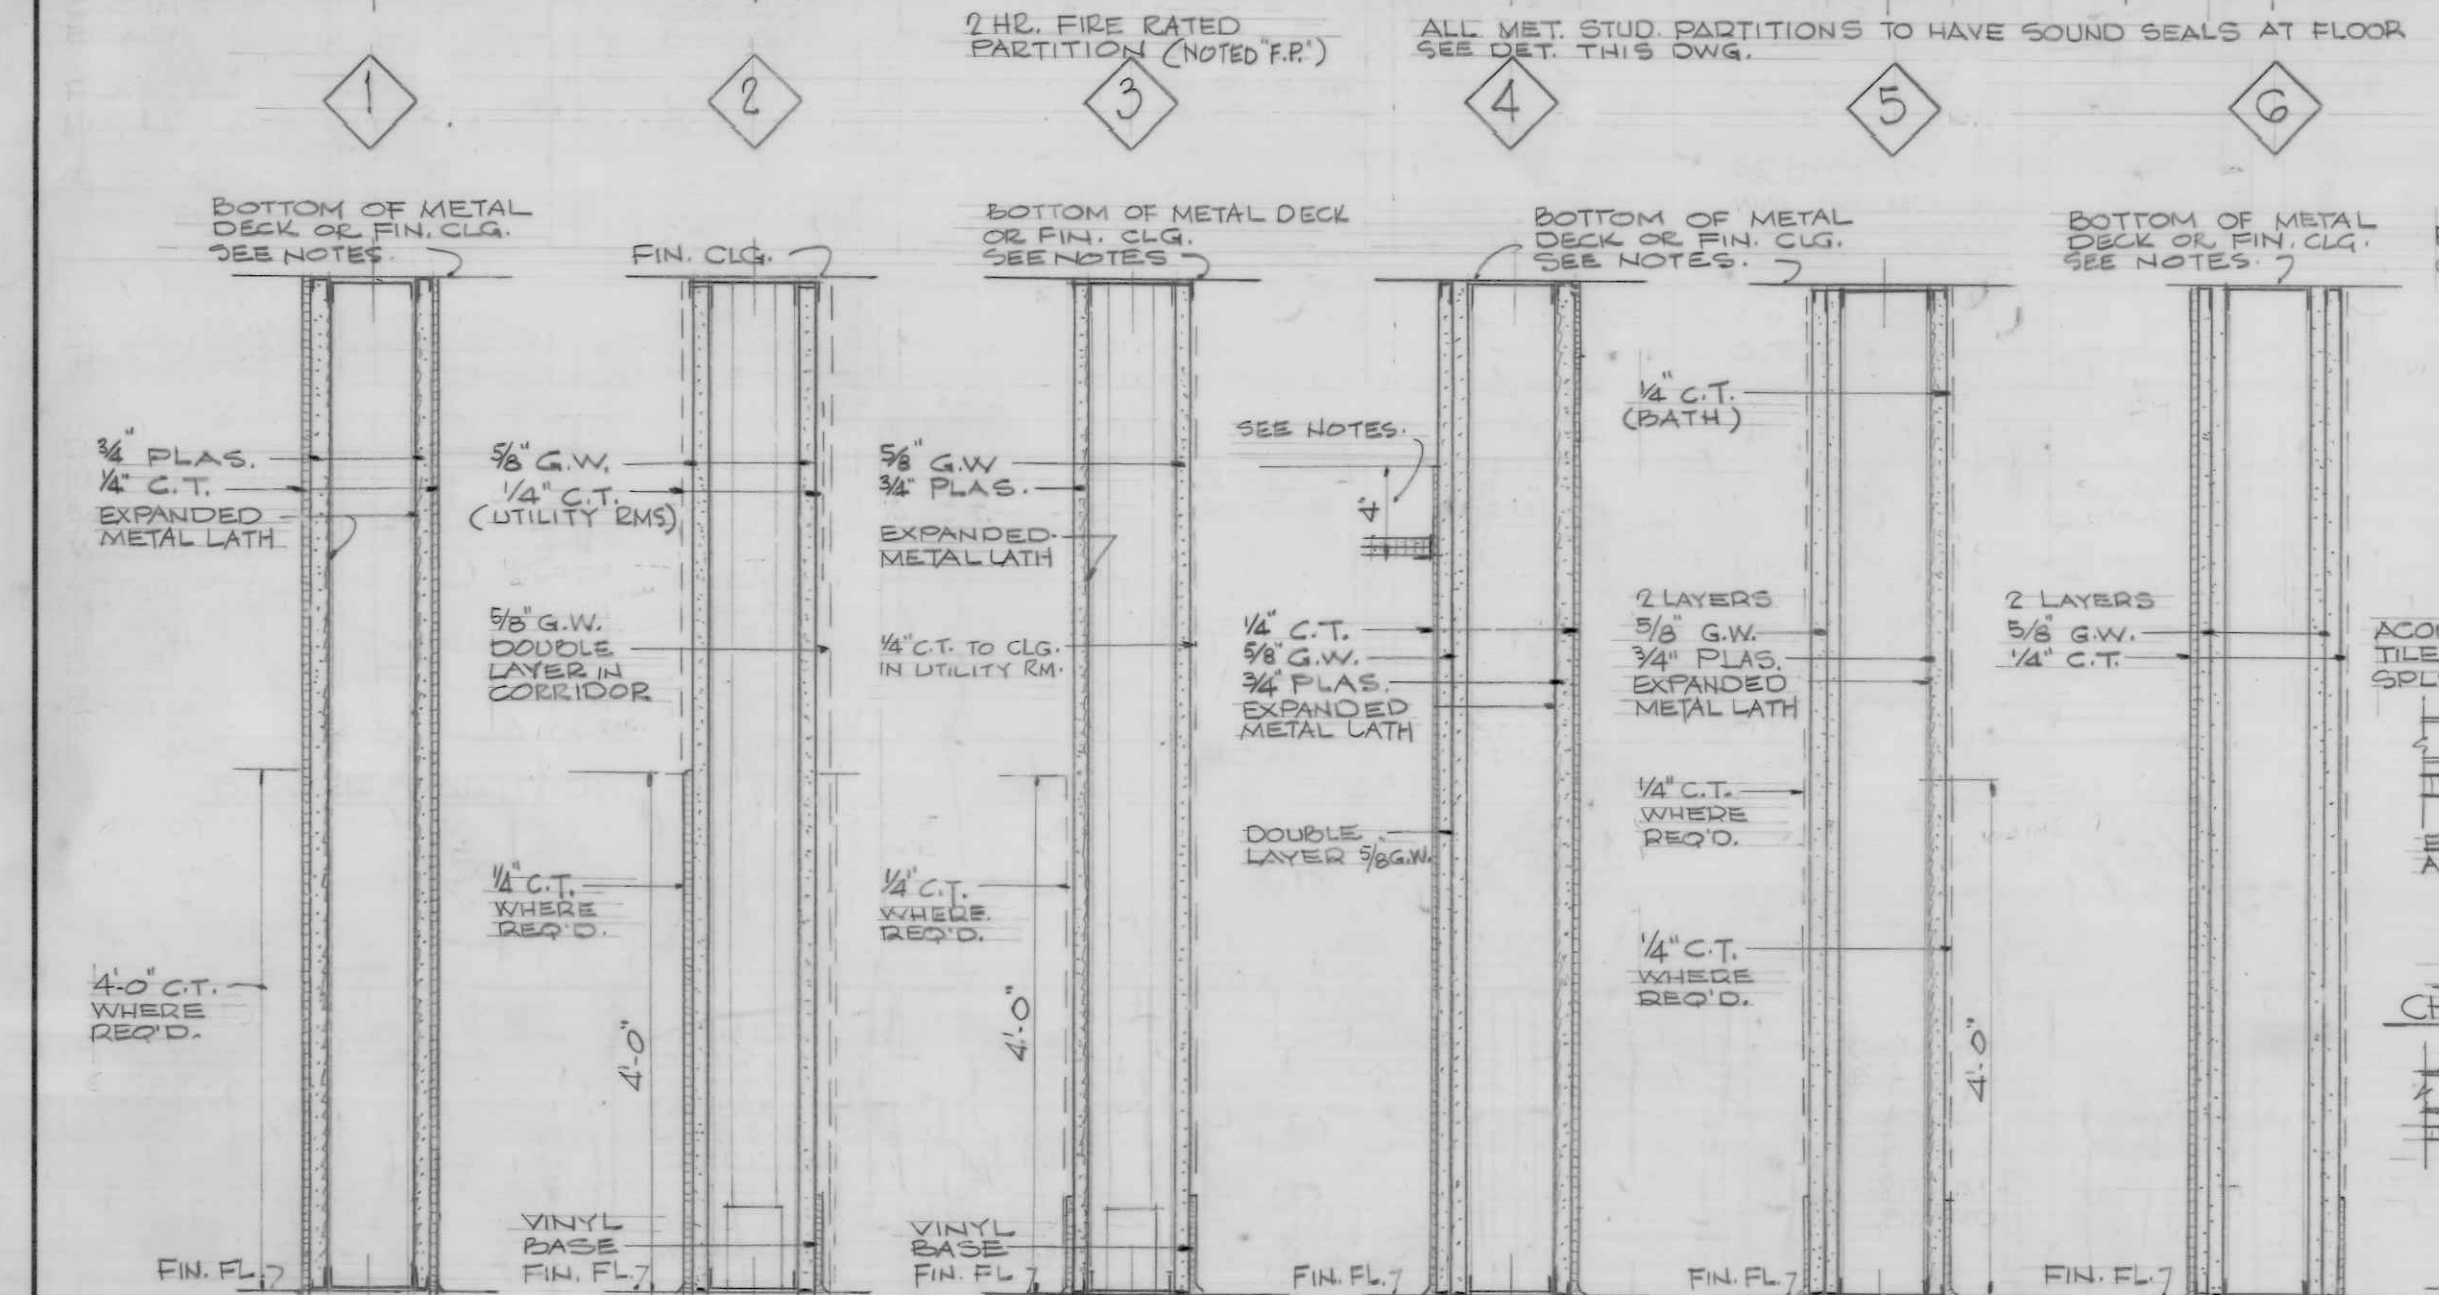 2 HR. FIRE RATED
PARTITION (NOTED "F.P.")
ALL MET. STUD. PARTITIONS TO HAVE SOUND SEALS AT FLOOR
SEE DET. THIS DWG.
1
2
3
4
5
6
BOTTOM OF METAL
DECK OR FIN. CLG.
SEE NOTES.
3/4" PLAS.
1/4" C.T.
EXPANDED
METAL LATH
4'-0" C.T.
WHERE
REQ'D.
FIN. FL.
FIN. CLG.
5/8" G.W.
1/4" C.T.
(UTILITY RMS)
5/8" G.W.
DOUBLE
LAYER IN
CORRIDOR
1/4" C.T.
WHERE
REQ'D.
4'-0"
VINYL
BASE
FIN. FL.
BOTTOM OF METAL DECK
OR FIN. CLG.
SEE NOTES
5/8" G.W
3/4" PLAS.
EXPANDED
METAL LATH
1/4" C.T. TO CLG.
IN UTILITY RM.
1/4" C.T.
WHERE
REQ'D.
4'-0"
VINYL
BASE
FIN. FL
BOTTOM OF METAL
DECK OR FIN. CLG.
SEE NOTES.
SEE NOTES.
1/4" C.T.
5/8" G.W.
3/4" PLAS.
EXPANDED
METAL LATH
DOUBLE
LAYER 5/8 G.W.
FIN. FL.
1/4" C.T.
(BATH)
2 LAYERS
5/8" G.W.
3/4" PLAS.
EXPANDED
METAL LATH
1/4" C.T.
WHERE
REQ'D.
1/4" C.T.
WHERE
REQ'D.
4'-0"
FIN. FL.
BOTTOM OF METAL
DECK OR FIN. CLG.
SEE NOTES.
2 LAYERS
5/8" G.W.
1/4" C.T.
FIN. FL.
TILE